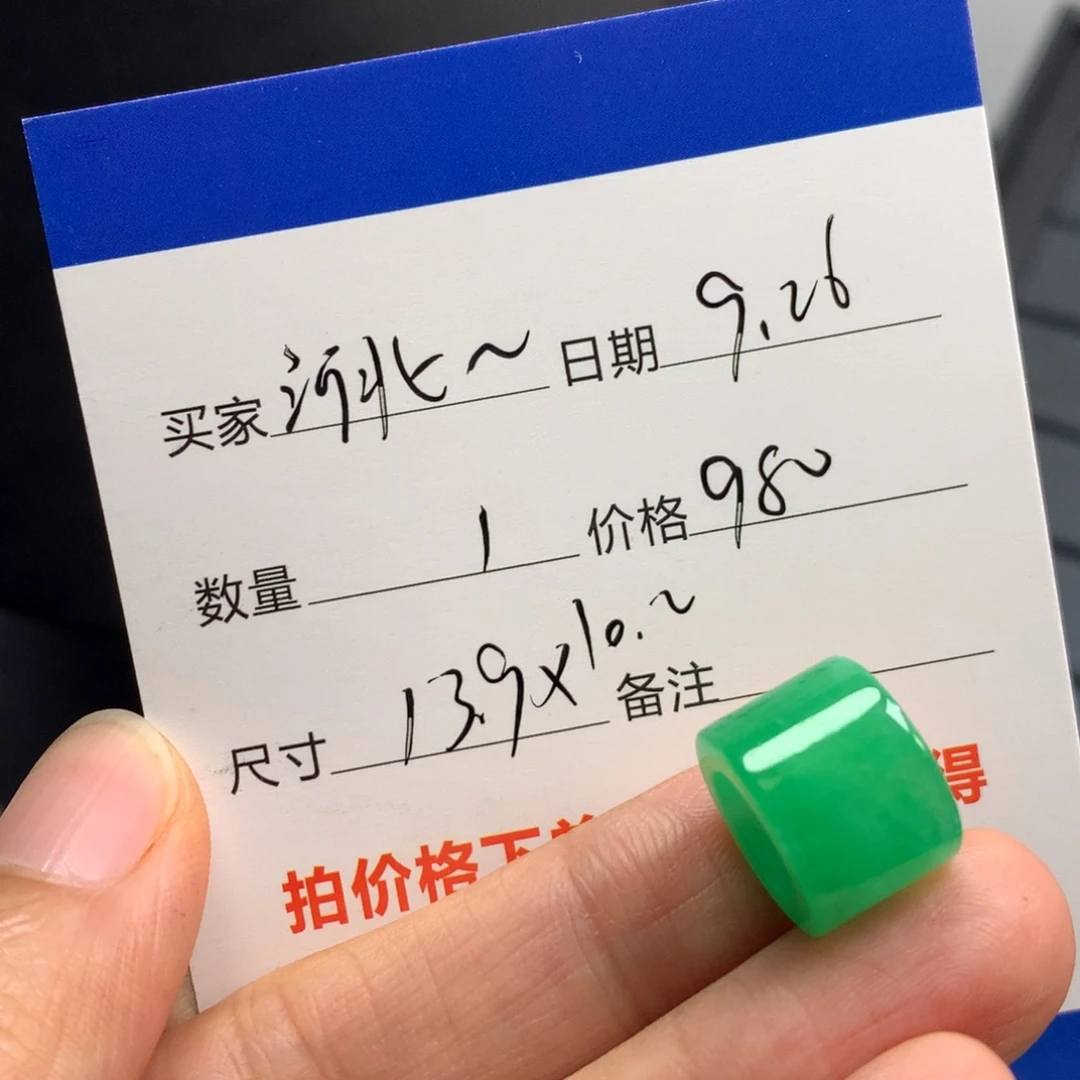 买家 河北~ 日期 9.26
数量 1 价格 980
尺寸 13.9x10.2 备注
拍价格下 得